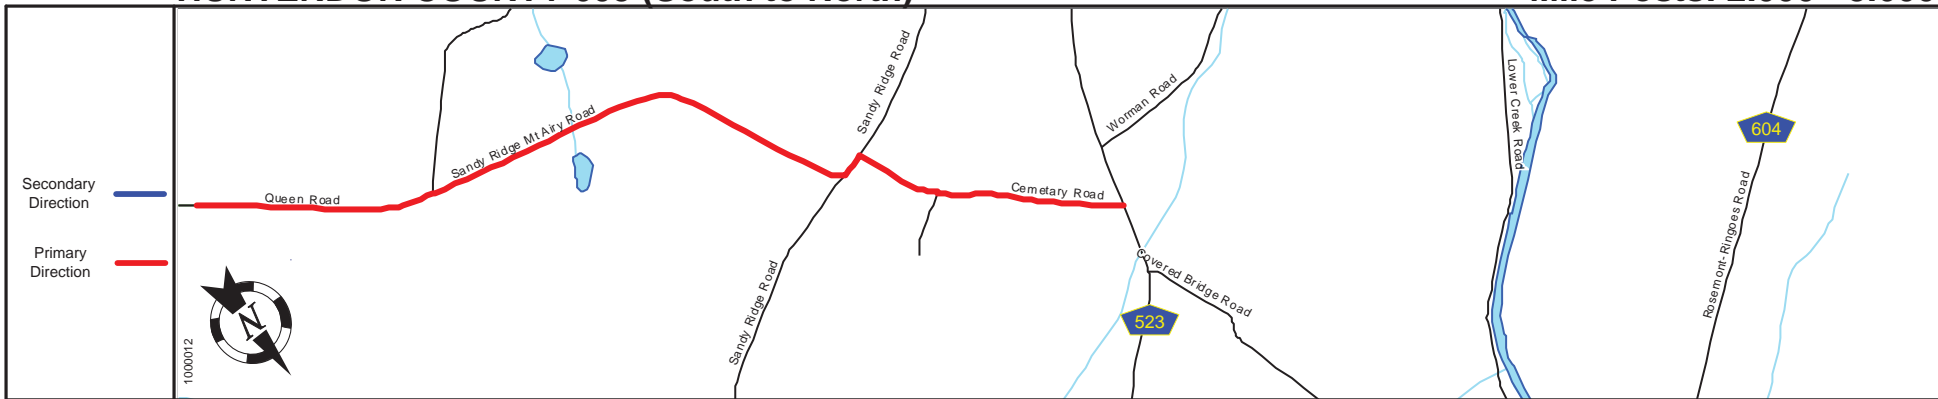 Secondary
Direction
Primary
Direction
Queen Road
Sandy Ridge Mt Airy Road
Sandy Ridge Road
Sandy Ridge Road
Cemetary Road
Worman Road
Covered Bridge Road
523
Lower Creek Road
604
Rosemont-Ringoes Road
N
1000012